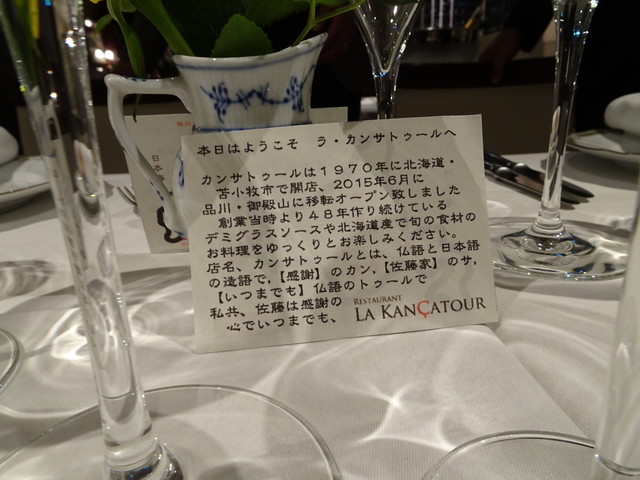 本日はようこそ　ラ・カンサトゥールへ
カンサトゥールは１９７０年に北海道・
苫小牧市で開店、2015年6月に
品川・御殿山に移転オープン致しました
創業当時より４８年作り続けている
デミグラスソースや北海道産で旬の食材の
お料理をゆっくりとお楽しみください。
店名、カンサトゥールとは、仏語と日本語
の造語で,【感謝】のカン,【佐藤家】のサ,
【いつまでも】仏語のトゥールで
私共、佐藤は感謝の
心でいつまでも、
RESTAURANT
LA KANÇATOUR
日本